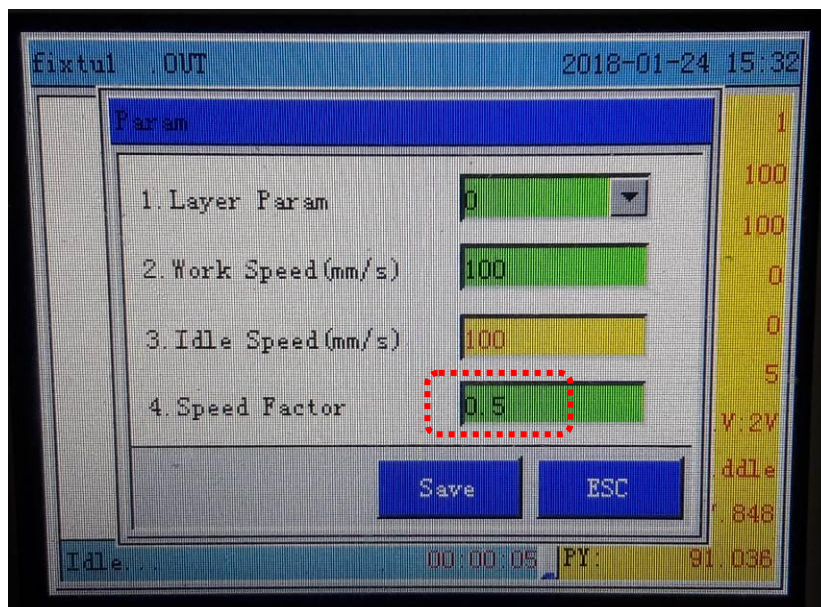 fixtu1 .OUT 2018-01-24 15:32
Param
1
1.Layer Param 0
100
100
2.Work Speed(mm/s) 100
0
3.Idle Speed(mm/s) 100
0
5
4.Speed Factor 0.5
V:2V
Save ESC
ddle
.848
Idle... 00:00:05 PY: 91.036